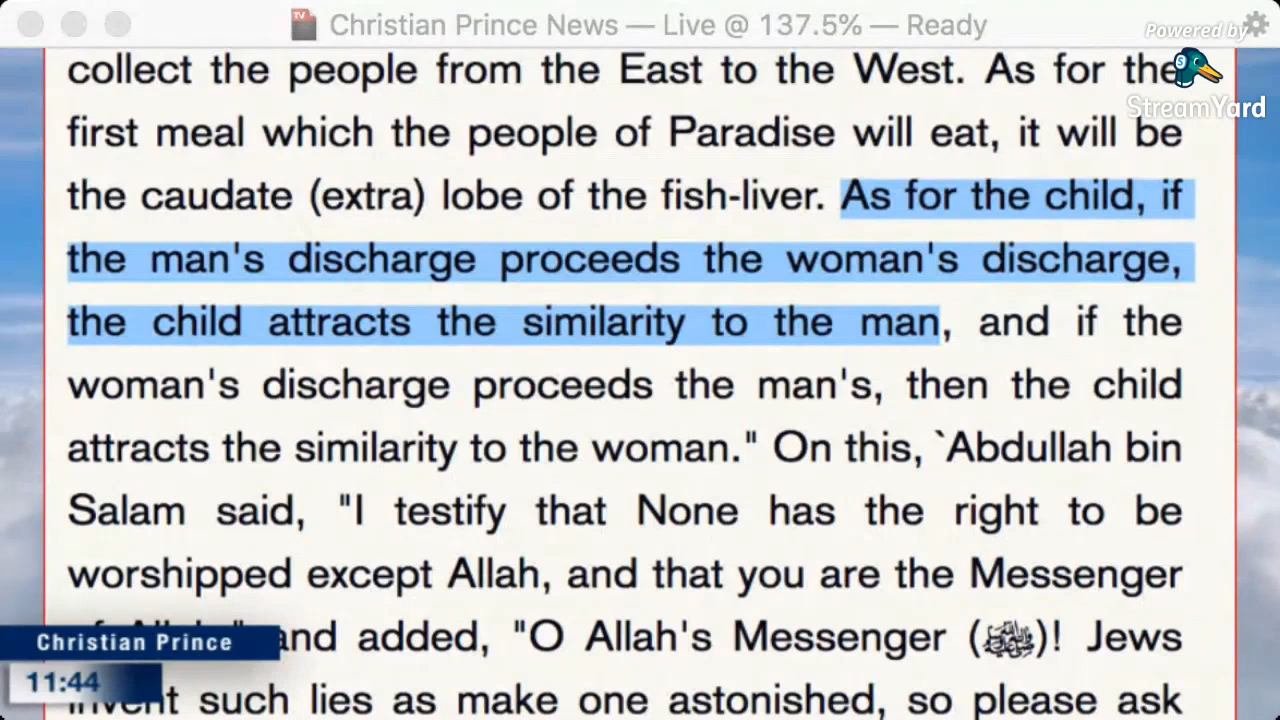 Christian Prince News — Live @ 137.5% — Ready
Powered by
StreamYard
collect the people from the East to the West. As for the
first meal which the people of Paradise will eat, it will be
the caudate (extra) lobe of the fish-liver. As for the child, if
the man's discharge proceeds the woman's discharge,
the child attracts the similarity to the man, and if the
woman's discharge proceeds the man's, then the child
attracts the similarity to the woman." On this, `Abdullah bin
Salam said, "I testify that None has the right to be
worshipped except Allah, and that you are the Messenger
and added, "O Allah's Messenger (ﷺ)! Jews
such lies as make one astonished, so please ask
Christian Prince
11:44